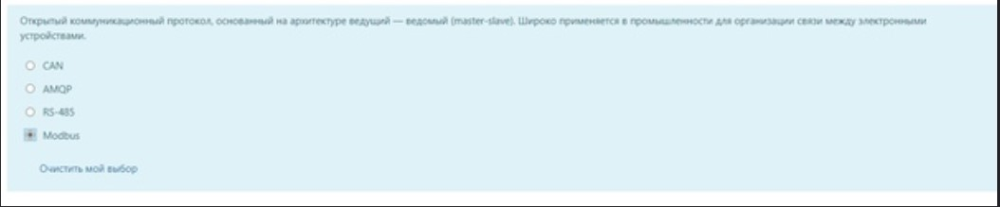 Открытый коммуникационный протокол, основанный на архитектуре ведущий — ведомый (master-slave). Широко применяется в промышленности для организации связи между электронными
устройствами.
CAN
AMQP
RS-485
Modbus
Очистить мой выбор